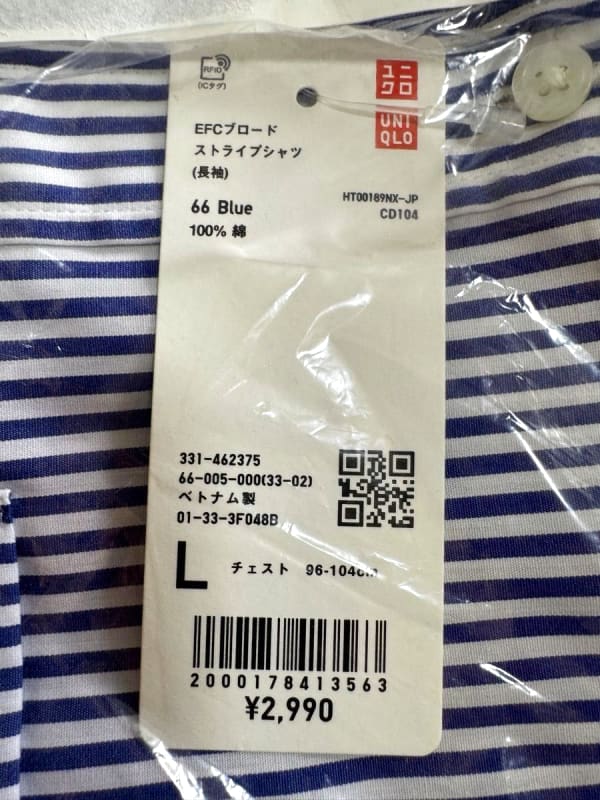 RFID
(ICタグ)
ユニ
クロ
UNI
QLO
EFCブロード
ストライプシャツ
(長袖)
66 Blue
100% 綿
HT00189NX-JP
CD104
331-462375
66-005-000(33-02)
ベトナム製
01-33-3F048B
L チェスト 96-104cm
2000178413563
¥2,990